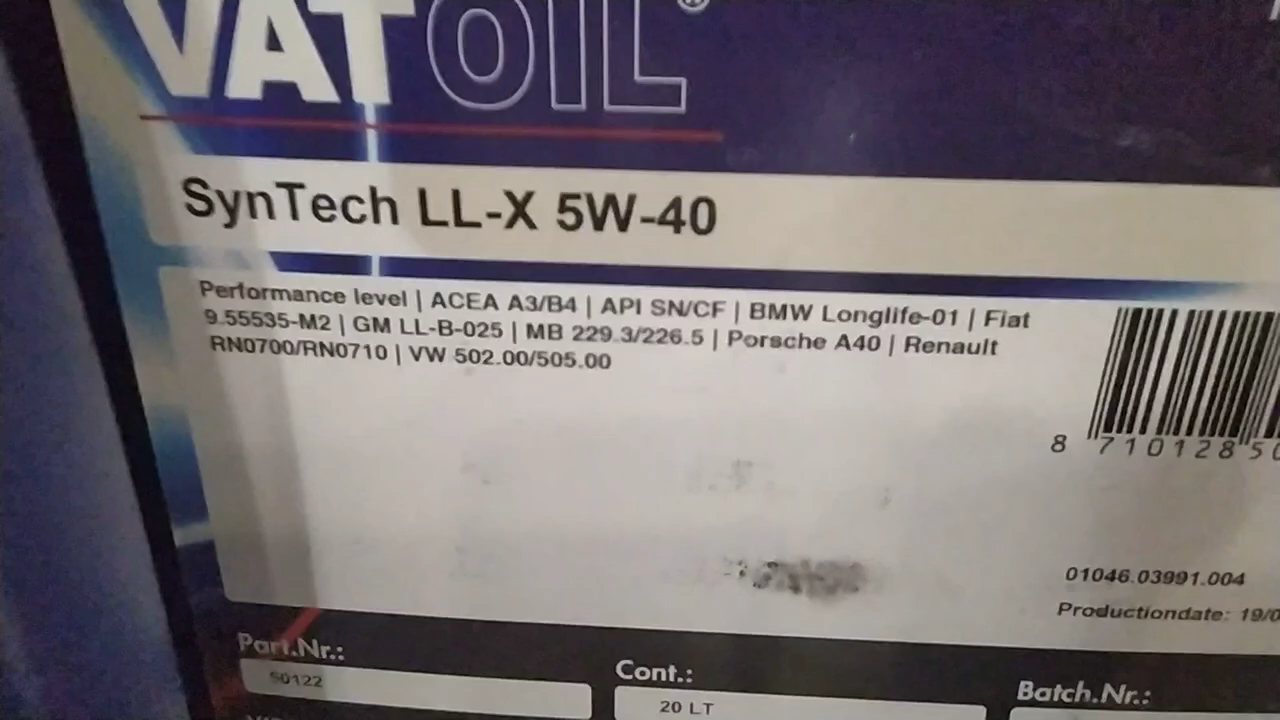 VATOIL®
SynTech LL-X 5W-40
Performance level | ACEA A3/B4 | API SN/CF | BMW Longlife-01 | Fiat
9.55535-M2 | GM LL-B-025 | MB 229.3/226.5 | Porsche A40 | Renault
RN0700/RN0710 | VW 502.00/505.00
8 710128 50
01046.03991.004
Productiondate: 19/0
Part.Nr.:
50122
Cont.:
20 LT
Batch.Nr.: